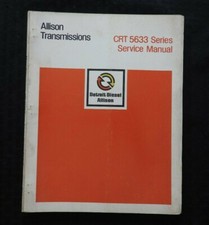 Allison
Transmissions
CRT 5633 Series
Service Manual
Detroit Diesel
Allison